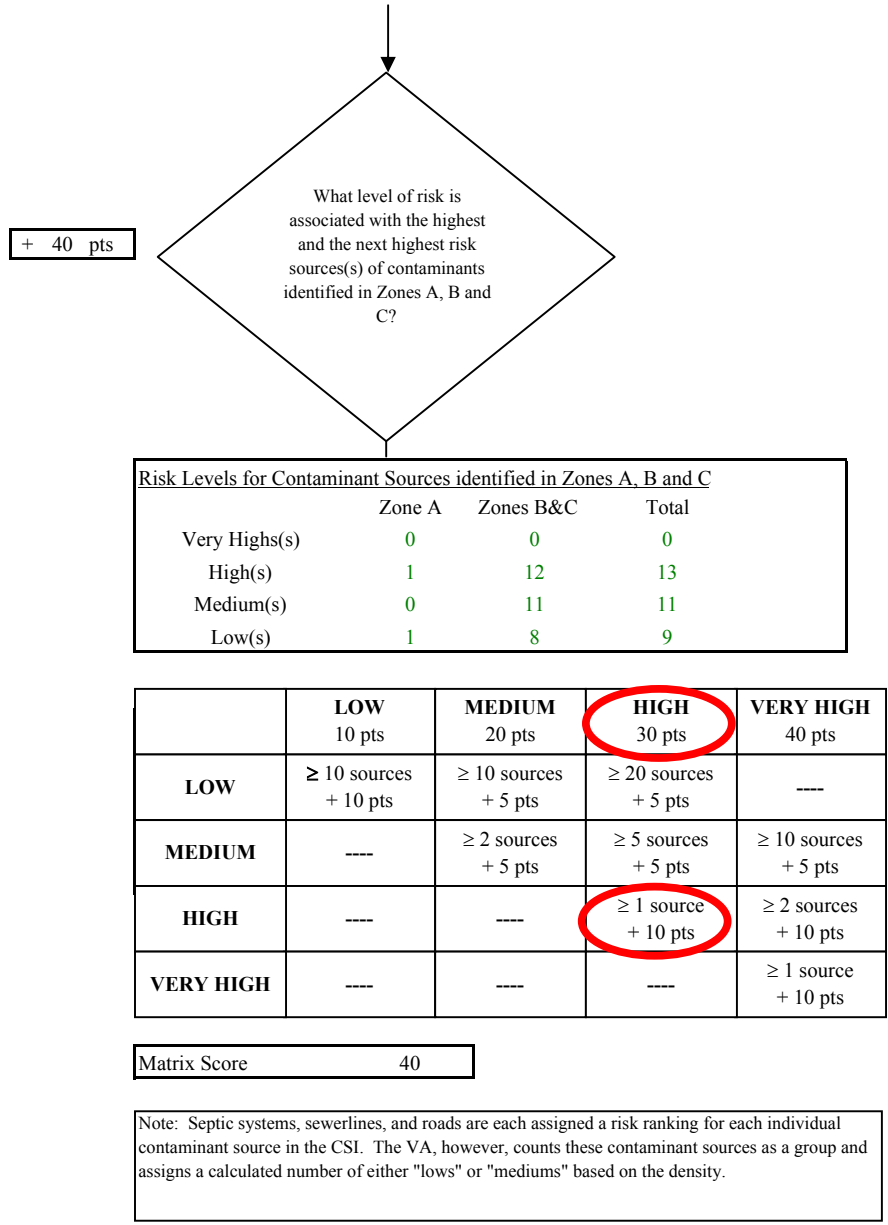 What level of risk is
associated with the highest
and the next highest risk
sources(s) of contaminants
identified in Zones A, B and
C?
+ 40 pts
Risk Levels for Contaminant Sources identified in Zones A, B and C
Zone A Zones B&C Total
Very Highs(s) 0 0 0
High(s) 1 12 13
Medium(s) 0 11 11
Low(s) 1 8 9
LOW MEDIUM HIGH VERY HIGH
10 pts 20 pts 30 pts 40 pts
LOW ≥ 10 sources ≥ 10 sources ≥ 20 sources ----
+ 10 pts + 5 pts + 5 pts
MEDIUM ---- ≥ 2 sources ≥ 5 sources ≥ 10 sources
+ 5 pts + 5 pts + 5 pts
HIGH ---- ---- ≥ 1 source ≥ 2 sources
+ 10 pts + 10 pts
VERY HIGH ---- ---- ---- ≥ 1 source
+ 10 pts
Matrix Score 40
Note: Septic systems, sewerlines, and roads are each assigned a risk ranking for each individual
contaminant source in the CSI. The VA, however, counts these contaminant sources as a group and
assigns a calculated number of either "lows" or "mediums" based on the density.